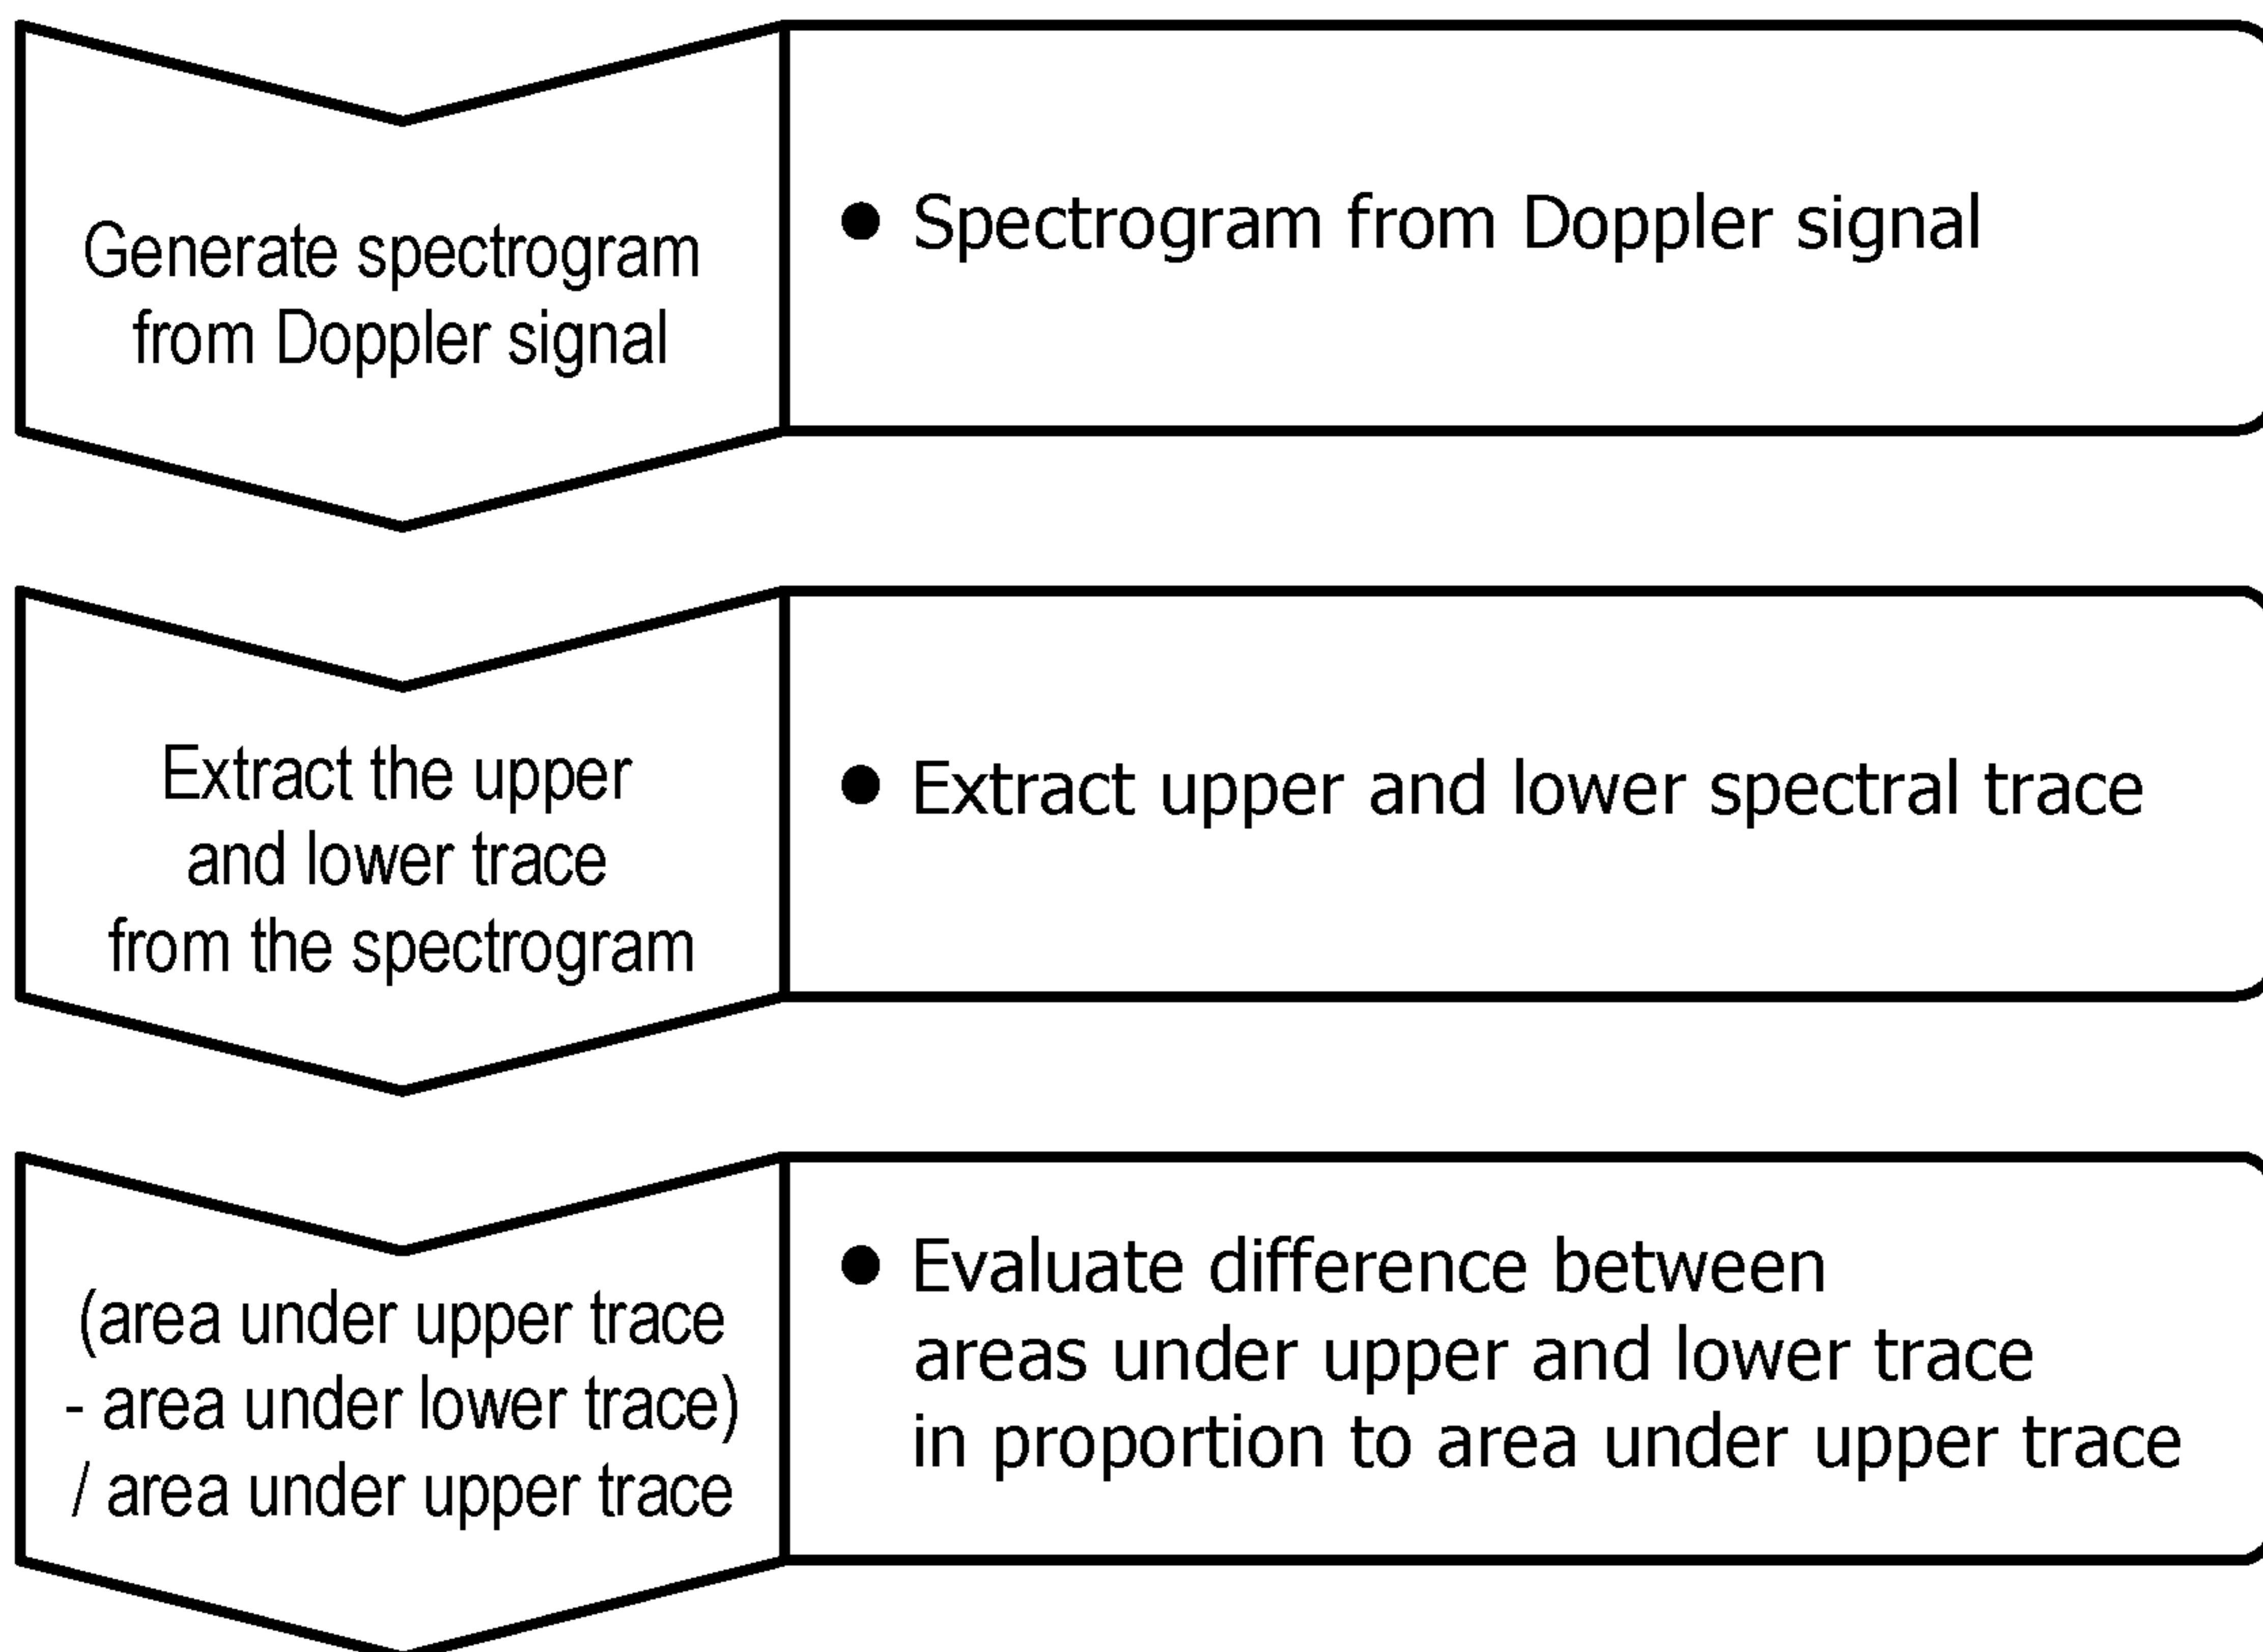 Generate spectrogram
from Doppler signal
● Spectrogram from Doppler signal
Extract the upper
and lower trace
from the spectrogram
● Extract upper and lower spectral trace
(area under upper trace
- area under lower trace)
/ area under upper trace
● Evaluate difference between
areas under upper and lower trace
in proportion to area under upper trace